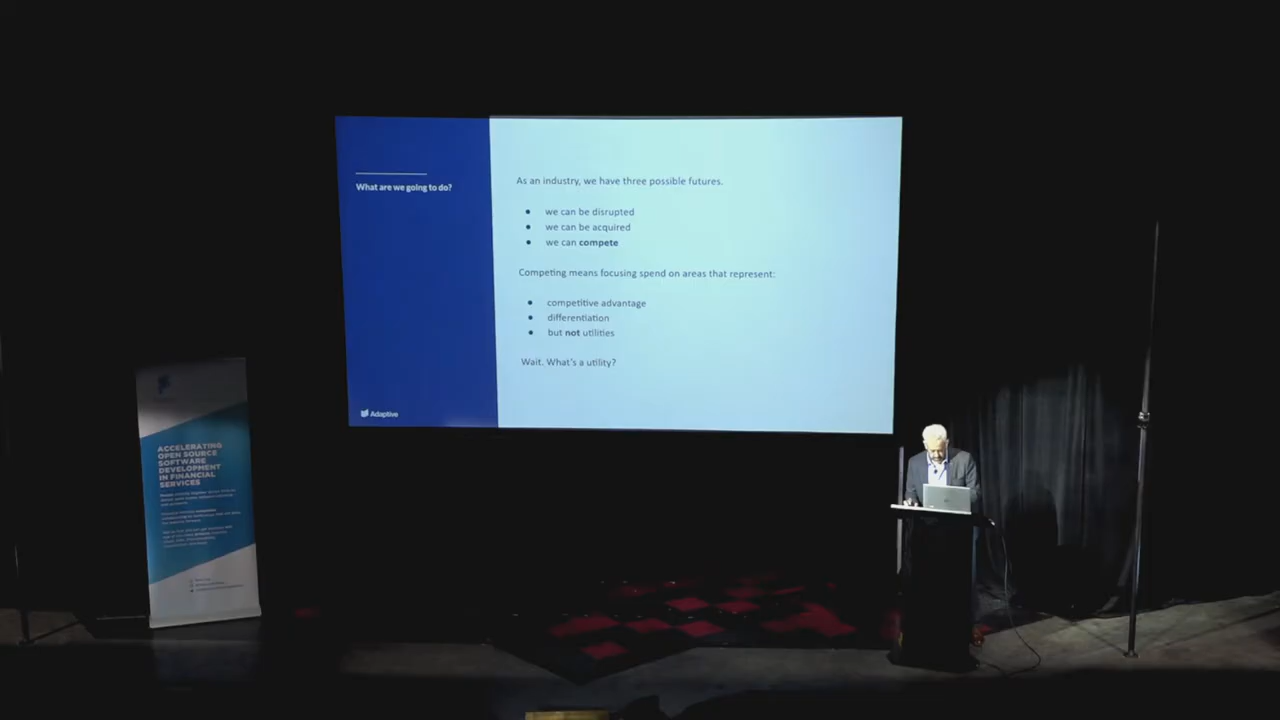 What are we going to do?
As an industry, we have three possible futures.
• we can be disrupted
• we can be acquired
• we can compete
Competing means focusing spend on areas that represent:
• competitive advantage
• differentiation
• but not utilities
Wait. What's a utility?
Adaptive
ACCELERATING
OPEN SOURCE
SOFTWARE
DEVELOPMENT
IN FINANCIAL
SERVICES